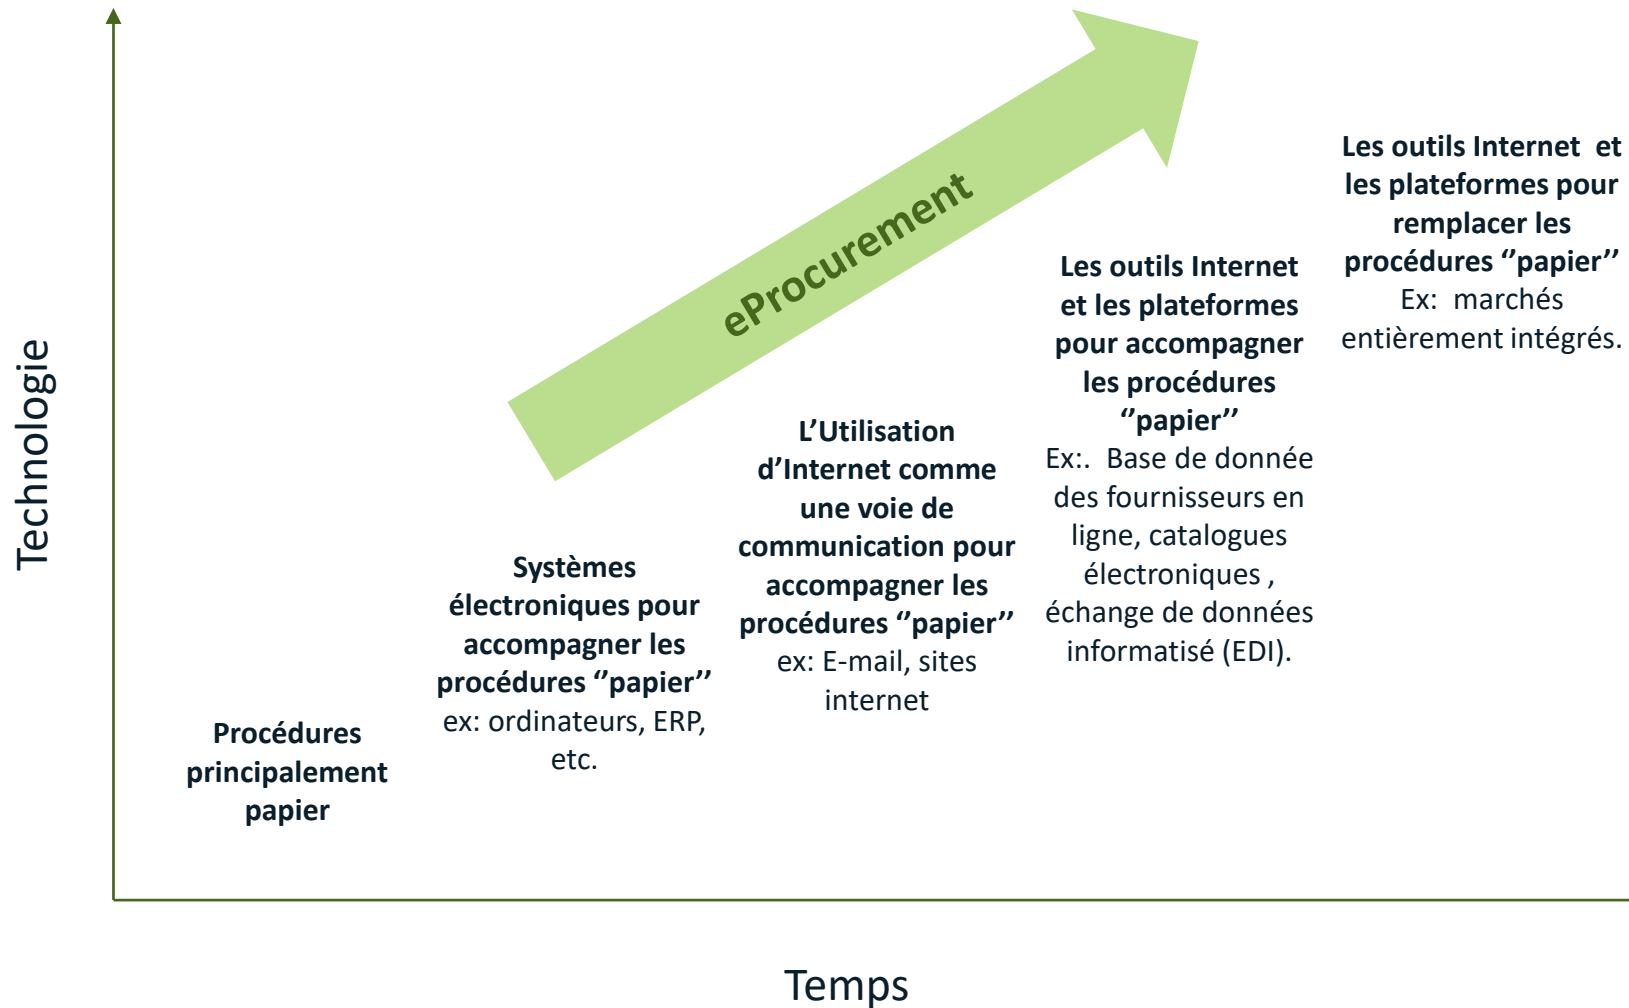 Technologie
eProcurement
Procédures
principalement
papier
Systèmes
électroniques pour
accompagner les
procédures ‘’papier’’
ex: ordinateurs, ERP,
etc.
L’Utilisation
d’Internet comme
une voie de
communication pour
accompagner les
procédures ‘’papier’’
ex: E-mail, sites
internet
Les outils Internet
et les plateformes
pour accompagner
les procédures
‘’papier’’
Ex:. Base de donnée
des fournisseurs en
ligne, catalogues
électroniques ,
échange de données
informatisé (EDI).
Les outils Internet et
les plateformes pour
remplacer les
procédures ‘’papier’’
Ex: marchés
entièrement intégrés.
Temps